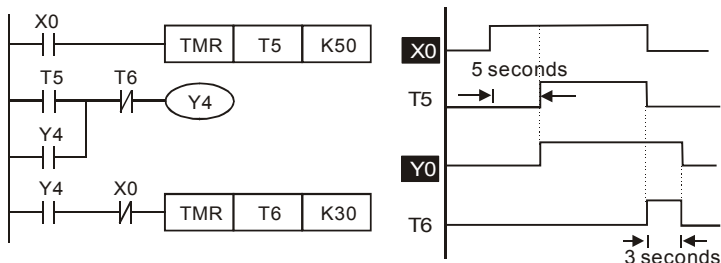 X0
TMR T5 K50
T5 T6
Y4
Y4
Y4 X0
TMR T6 K30
X0
5 seconds
T5
Y0
T6
3 seconds